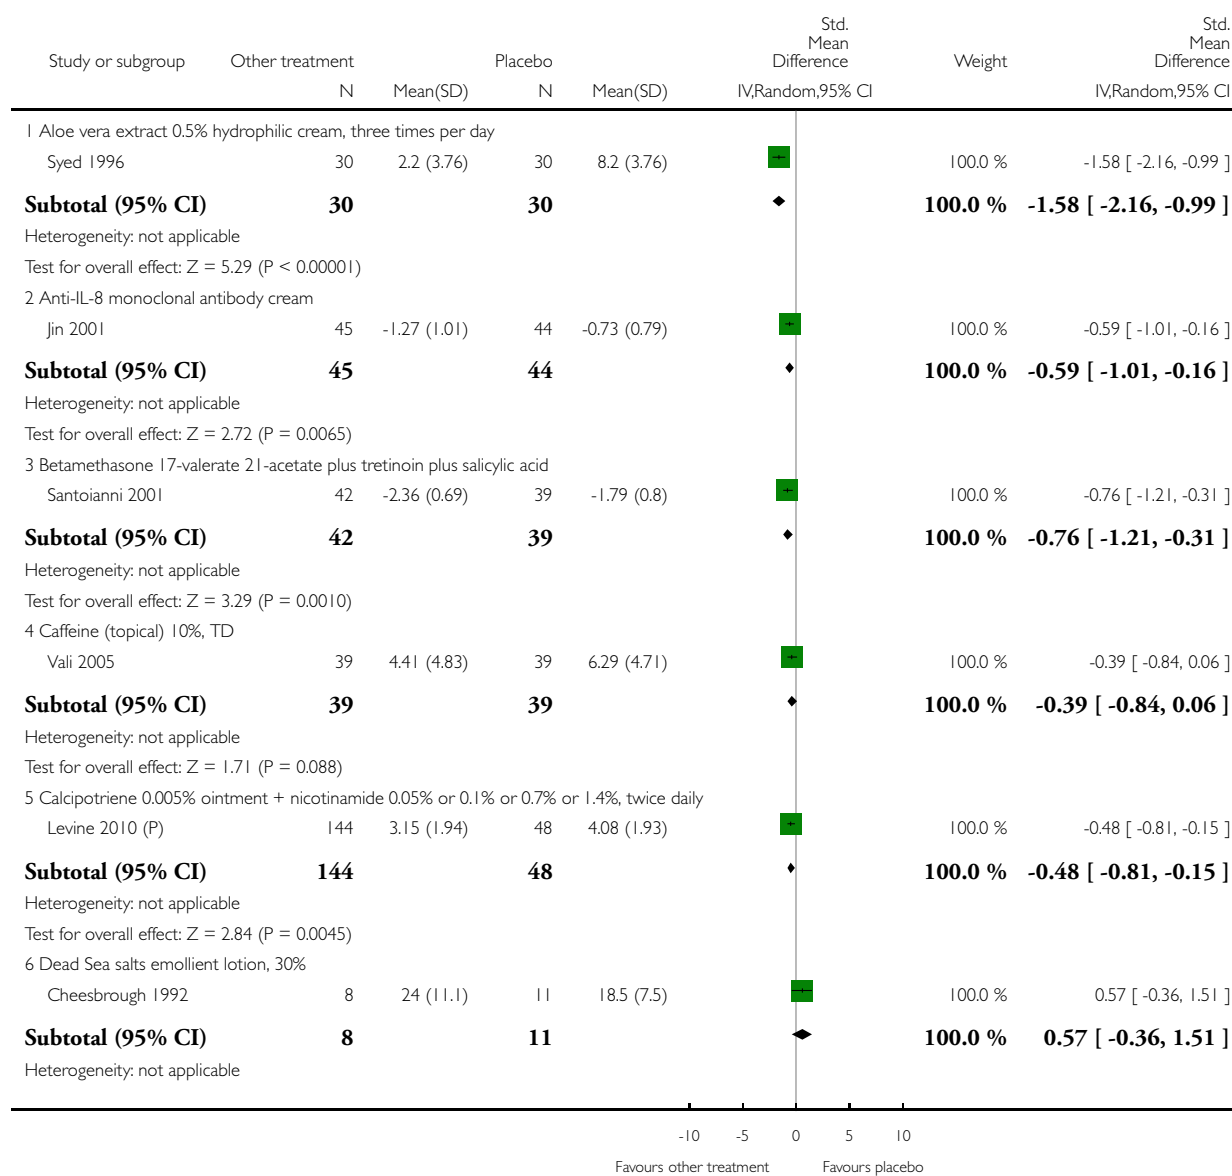 Std. Mean Difference Std. Mean Difference
Study or subgroup Other treatment Placebo Weight
N Mean(SD) N Mean(SD) IV,Random,95% CI IV,Random,95% CI
1 Aloe vera extract 0.5% hydrophilic cream, three times per day
Syed 1996 30 2.2 (3.76) 30 8.2 (3.76) 100.0 % -1.58 [ -2.16, -0.99 ]
Subtotal (95% CI) 30 30 100.0 % -1.58 [ -2.16, -0.99 ]
Heterogeneity: not applicable
Test for overall effect: Z = 5.29 (P < 0.00001)
2 Anti-IL-8 monoclonal antibody cream
Jin 2001 45 -1.27 (1.01) 44 -0.73 (0.79) 100.0 % -0.59 [ -1.01, -0.16 ]
Subtotal (95% CI) 45 44 100.0 % -0.59 [ -1.01, -0.16 ]
Heterogeneity: not applicable
Test for overall effect: Z = 2.72 (P = 0.0065)
3 Betamethasone 17-valerate 21-acetate plus tretinoin plus salicylic acid
Santoianni 2001 42 -2.36 (0.69) 39 -1.79 (0.8) 100.0 % -0.76 [ -1.21, -0.31 ]
Subtotal (95% CI) 42 39 100.0 % -0.76 [ -1.21, -0.31 ]
Heterogeneity: not applicable
Test for overall effect: Z = 3.29 (P = 0.0010)
4 Caffeine (topical) 10%, TD
Vali 2005 39 4.41 (4.83) 39 6.29 (4.71) 100.0 % -0.39 [ -0.84, 0.06 ]
Subtotal (95% CI) 39 39 100.0 % -0.39 [ -0.84, 0.06 ]
Heterogeneity: not applicable
Test for overall effect: Z = 1.71 (P = 0.088)
5 Calcipotriene 0.005% ointment + nicotinamide 0.05% or 0.1% or 0.7% or 1.4%, twice daily
Levine 2010 (P) 144 3.15 (1.94) 48 4.08 (1.93) 100.0 % -0.48 [ -0.81, -0.15 ]
Subtotal (95% CI) 144 48 100.0 % -0.48 [ -0.81, -0.15 ]
Heterogeneity: not applicable
Test for overall effect: Z = 2.84 (P = 0.0045)
6 Dead Sea salts emollient lotion, 30%
Cheesbrough 1992 8 24 (11.1) 11 18.5 (7.5) 100.0 % 0.57 [ -0.36, 1.51 ]
Subtotal (95% CI) 8 11 100.0 % 0.57 [ -0.36, 1.51 ]
Heterogeneity: not applicable
-10 -5 0 5 10
Favours other treatment Favours placebo